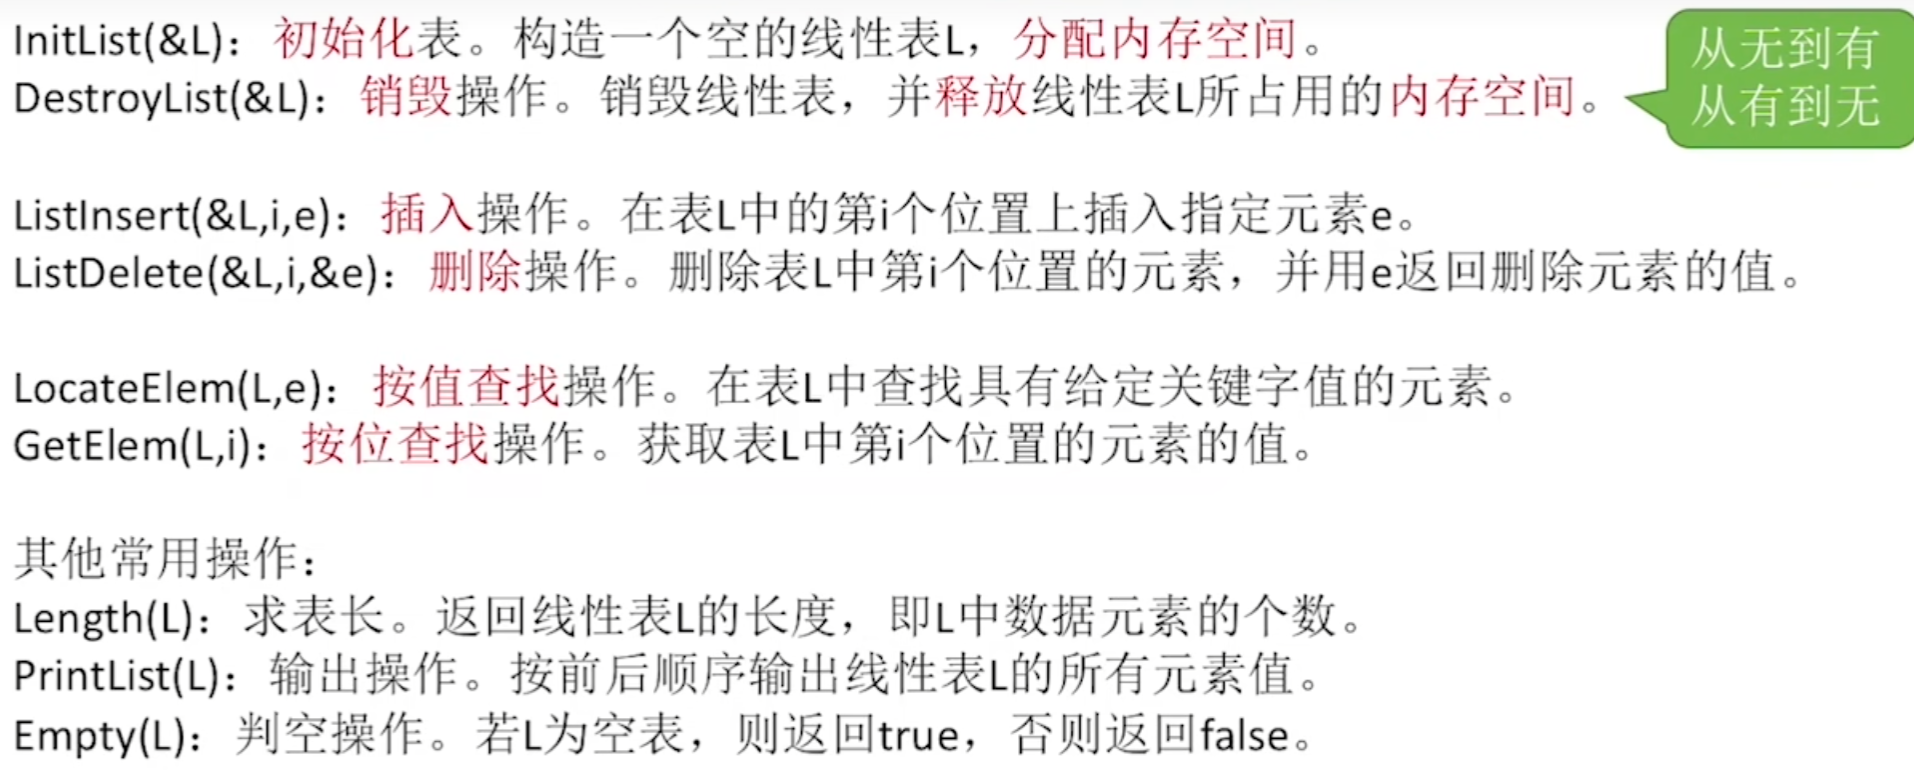 InitList(&L)：初始化表。构造一个空的线性表L，分配内存空间。
DestroyList(&L)：销毁操作。销毁线性表，并释放线性表L所占用的内存空间。
从无到有
从有到无
ListInsert(&L,i,e)：插入操作。在表L中的第i个位置上插入指定元素e。
ListDelete(&L,i,&e)：删除操作。删除表L中第i个位置的元素，并用e返回删除元素的值。
LocateElem(L,e)：按值查找操作。在表L中查找具有给定关键字值的元素。
GetElem(L,i)：按位查找操作。获取表L中第i个位置的元素的值。
其他常用操作：
Length(L)：求表长。返回线性表L的长度，即L中数据元素的个数。
PrintList(L)：输出操作。按前后顺序输出线性表L的所有元素值。
Empty(L)：判空操作。若L为空表，则返回true，否则返回false。